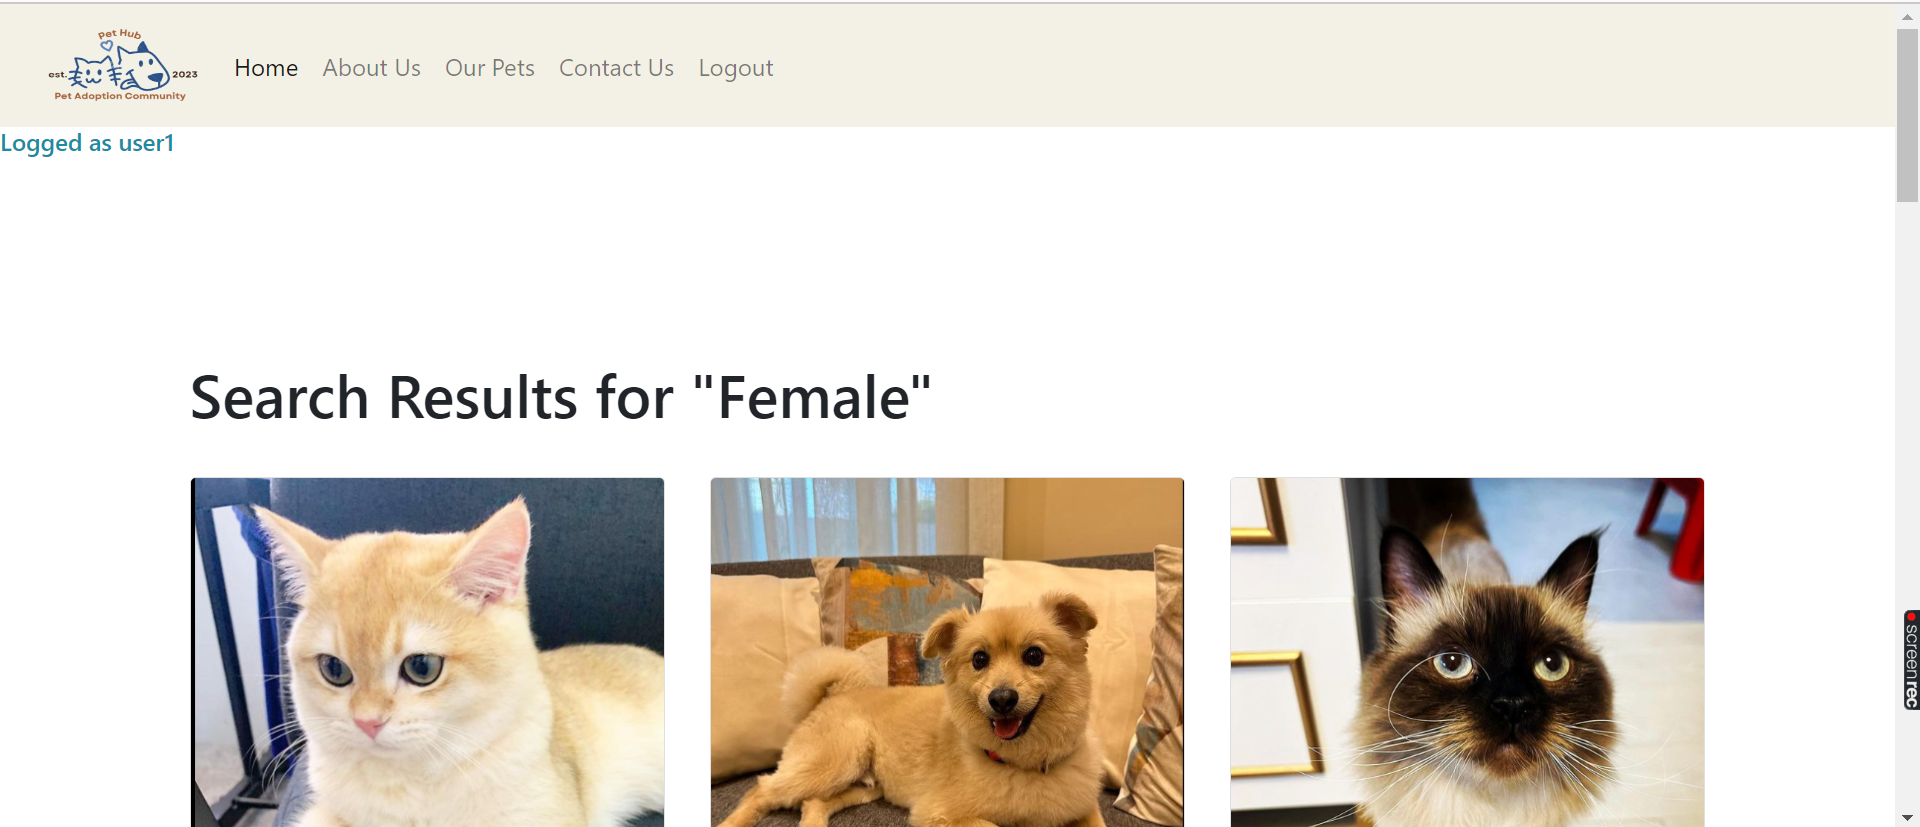 Pet Hub
est. 2023
Pet Adoption Community
Home About Us Our Pets Contact Us Logout
Logged as user1
Search Results for "Female"
screenrec